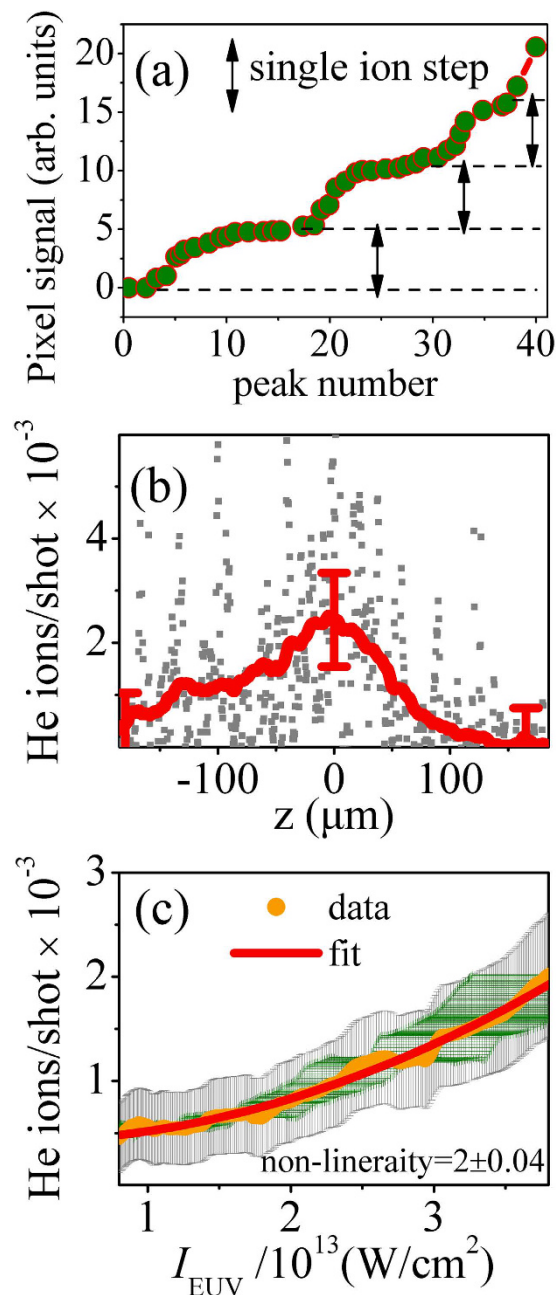 (a)
single ion step
Pixel signal (arb. units)
20
15
10
5
0
0 10 20 30 40
peak number
(b)
He ions/shot × 10⁻³
4
2
-100 0 100
z (μm)
(c)
data
fit
He ions/shot × 10⁻³
3
2
1
non-lineraity=2±0.04
1 2 3
I_EUV /10¹³(W/cm²)